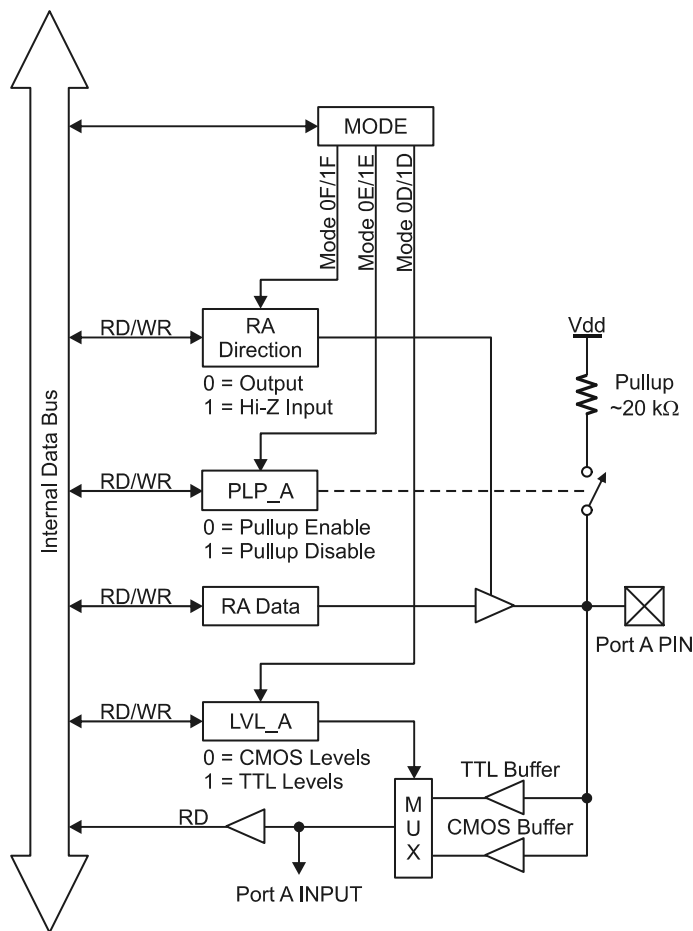 MODE
Mode 0F/1F
Mode 0E/1E
Mode 0D/1D
Internal Data Bus
RD/WR
RA
Direction
0 = Output
1 = Hi-Z Input
Vdd
Pullup
~20 kΩ
RD/WR
PLP_A
0 = Pullup Enable
1 = Pullup Disable
RD/WR
RA Data
Port A PIN
RD/WR
LVL_A
0 = CMOS Levels
1 = TTL Levels
TTL Buffer
M
U
X
CMOS Buffer
RD
Port A INPUT